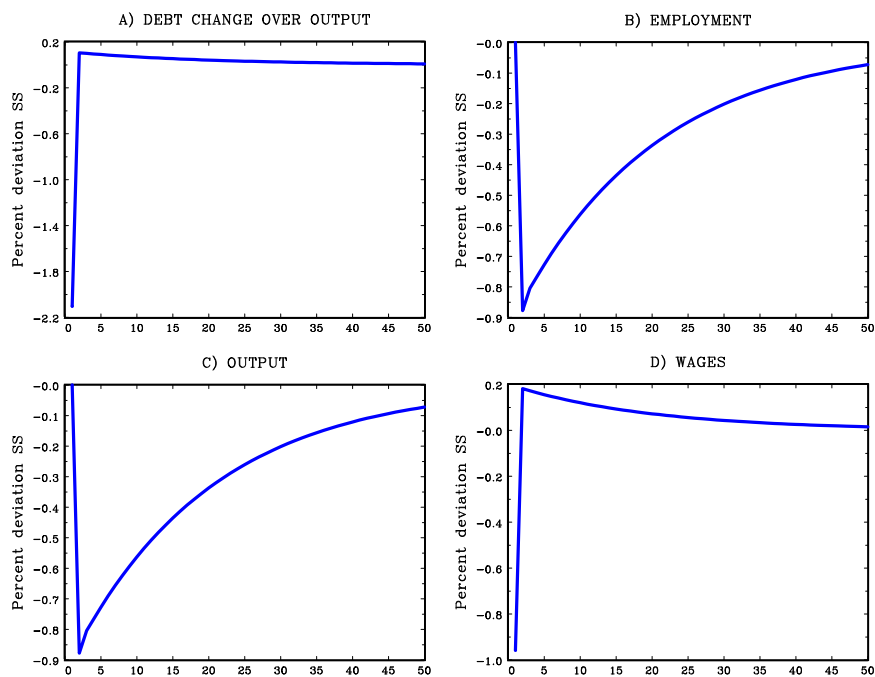 A) DEBT CHANGE OVER OUTPUT
Percent deviation SS
0.2
-0.2
-0.6
-1.0
-1.4
-1.8
-2.2
0 5 10 15 20 25 30 35 40 45 50
B) EMPLOYMENT
Percent deviation SS
-0.0
-0.1
-0.2
-0.3
-0.4
-0.5
-0.6
-0.7
-0.8
-0.9
0 5 10 15 20 25 30 35 40 45 50
C) OUTPUT
Percent deviation SS
-0.0
-0.1
-0.2
-0.3
-0.4
-0.5
-0.6
-0.7
-0.8
-0.9
0 5 10 15 20 25 30 35 40 45 50
D) WAGES
Percent deviation SS
0.2
-0.0
-0.2
-0.4
-0.6
-0.8
-1.0
0 5 10 15 20 25 30 35 40 45 50